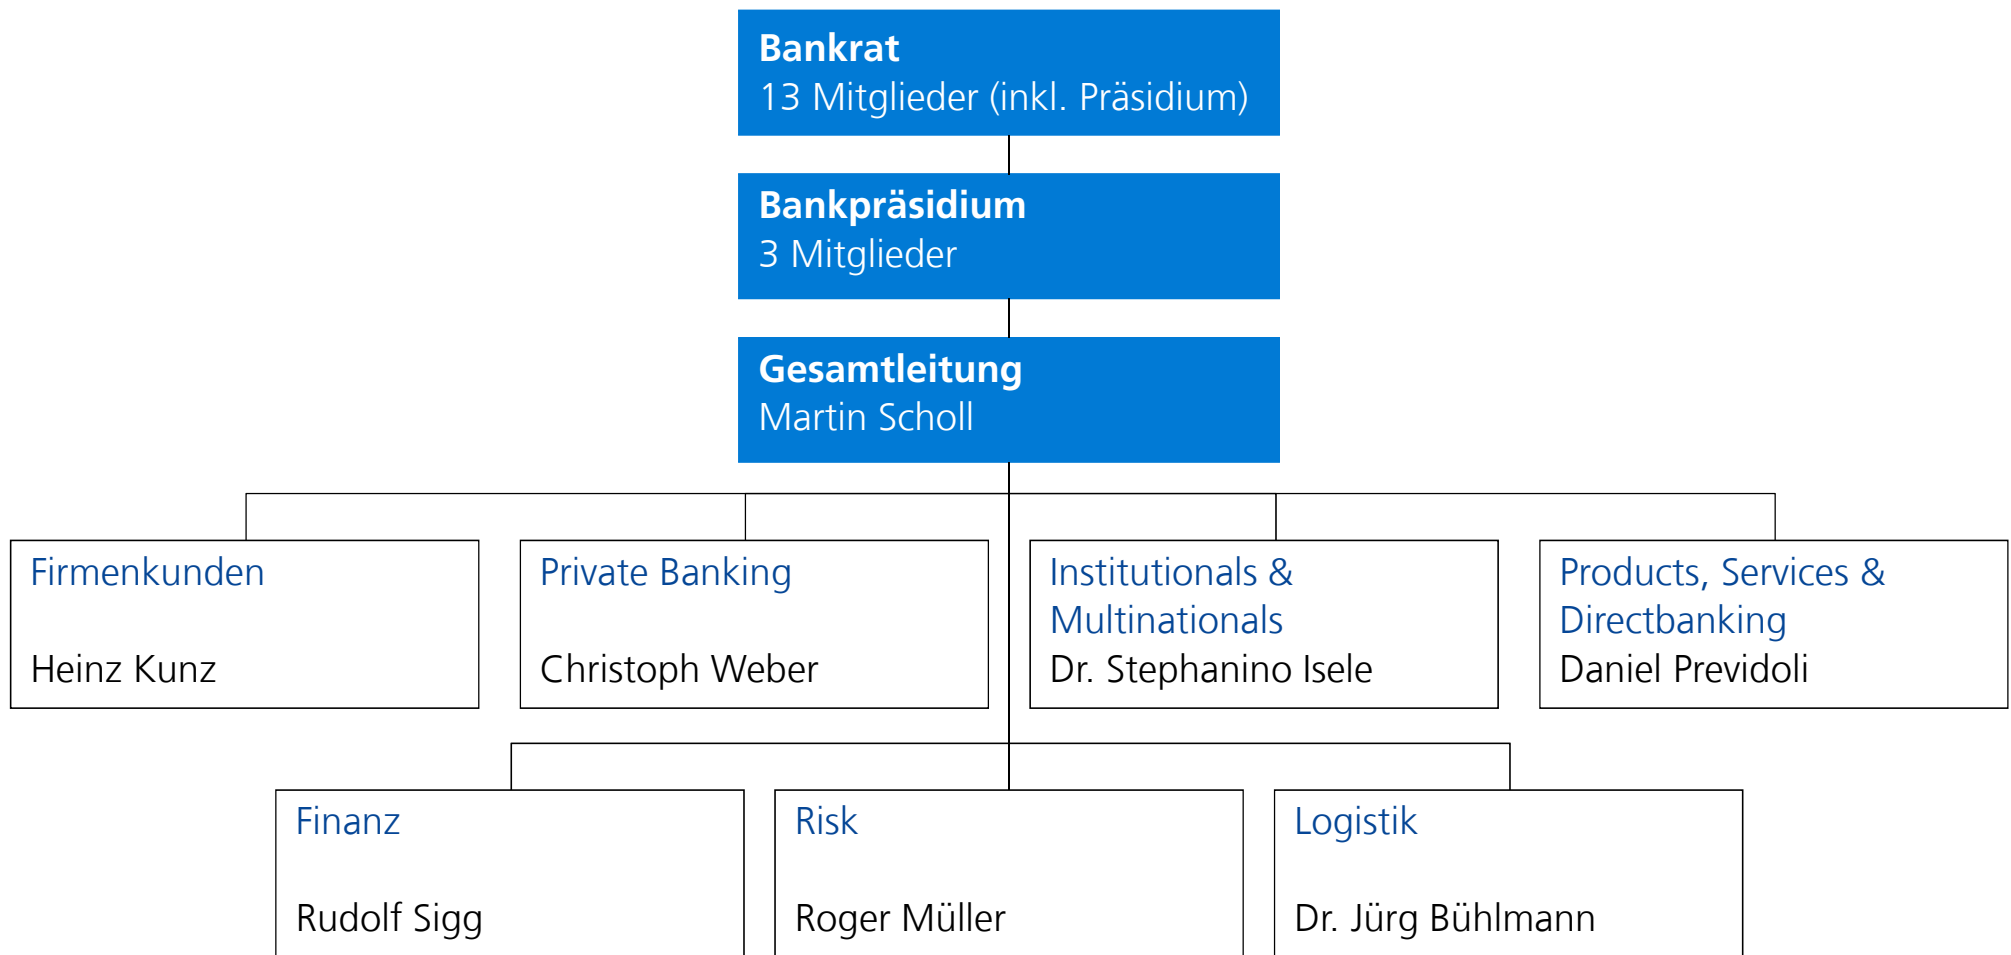 Bankrat
13 Mitglieder (inkl. Präsidium)
Bankpräsidium
3 Mitglieder
Gesamtleitung
Martin Scholl
Firmenkunden
Heinz Kunz
Private Banking
Christoph Weber
Institutionals &
Multinationals
Dr. Stephanino Isele
Products, Services &
Directbanking
Daniel Previdoli
Finanz
Rudolf Sigg
Risk
Roger Müller
Logistik
Dr. Jürg Bühlmann